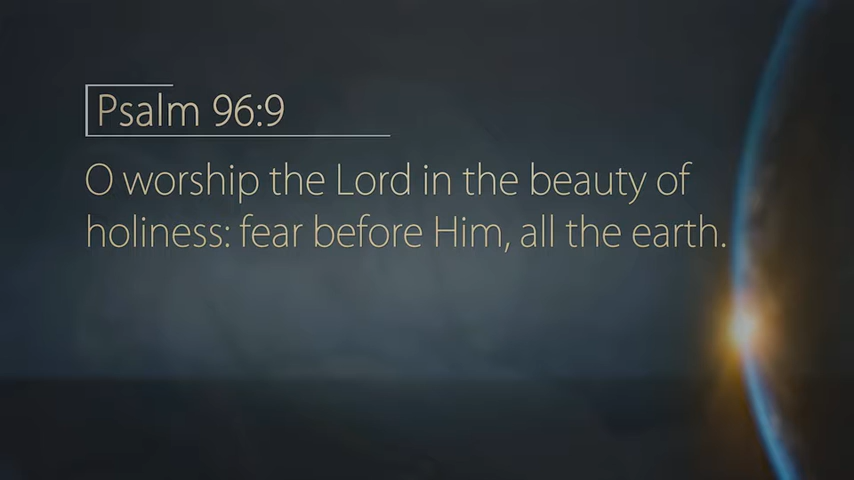 Psalm 96:9
O worship the Lord in the beauty of
holiness: fear before Him, all the earth.